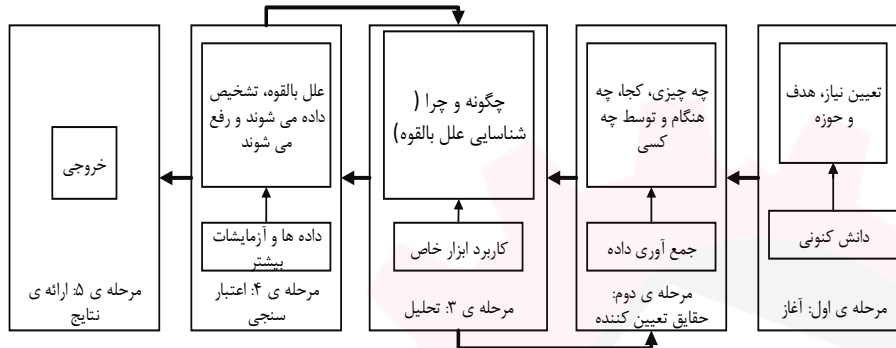 تعیین نیاز، هدف
و حوزه
دانش کنونی
مرحله ی اول: آغاز
چه چیزی، کجا، چه
هنگام و توسط چه
کسی
جمع آوری داده
مرحله ی دوم:
حقایق تعیین کننده
چگونه و چرا (
شناسایی علل بالقوه)
کاربرد ابزار خاص
مرحله ی ۳: تحلیل
علل بالقوه، تشخیص
داده می شوند و رفع
می شوند
داده ها و آزمایشات
بیشتر
مرحله ی ۴: اعتبار
سنجی
خروجی
مرحله ی ۵: ارائه ی
نتایج